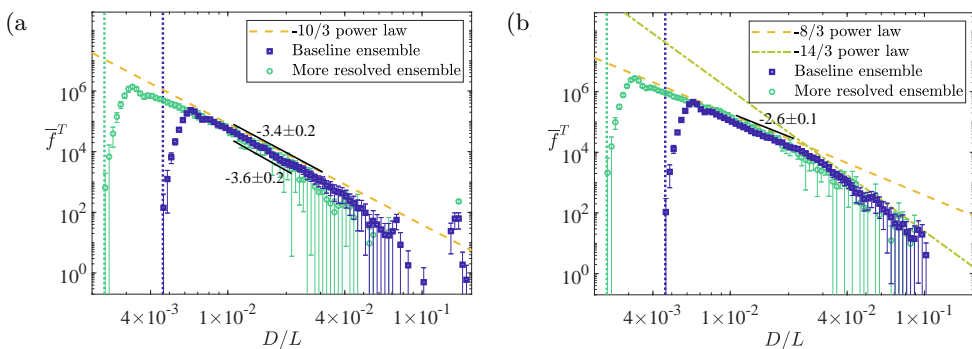 (a)
-10/3 power law
Baseline ensemble
More resolved ensemble
10^6
10^4
10^2
10^0
\overline{f}^T
-3.4±0.2
-3.6±0.2
4×10^-3
1×10^-2
4×10^-2
1×10^-1
D/L
(b)
-8/3 power law
-14/3 power law
Baseline ensemble
More resolved ensemble
10^6
10^4
10^2
10^0
\overline{f}^T
-2.6±0.1
4×10^-3
1×10^-2
4×10^-2
1×10^-1
D/L